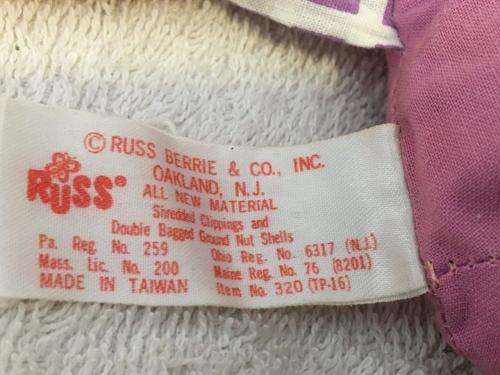 © RUSS BERRIE & CO., INC.
OAKLAND, N.J.
RUSS®
ALL NEW MATERIAL
Shredded Clippings and
Double Bagged Ground Nut Shells
Pa. Reg. No. 259 Ohio Reg. No. 6317 (N.J.)
Mass. Lic. No. 200 Maine Reg. No. 76 (8201)
MADE IN TAIWAN Item No. 320 (TP-16)